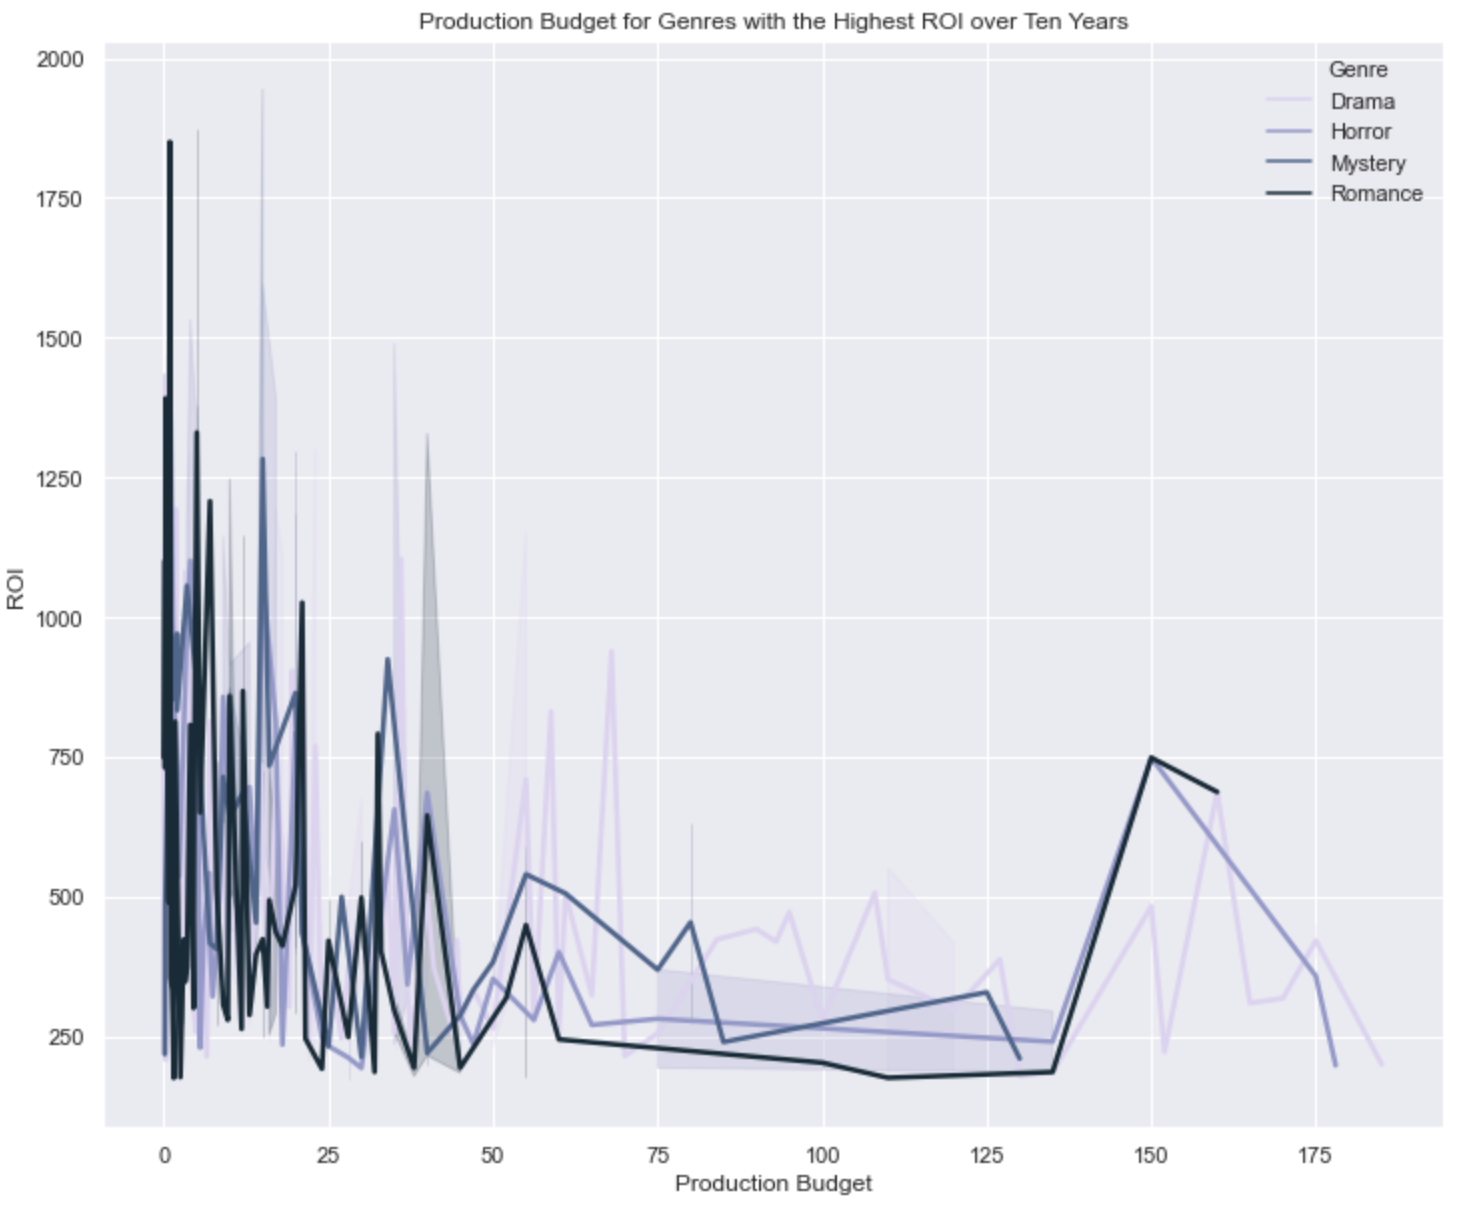 Production Budget for Genres with the Highest ROI over Ten Years
2000
1750
1500
1250
1000
750
500
250
ROI
Genre
Drama
Horror
Mystery
Romance
0 25 50 75 100 125 150 175
Production Budget